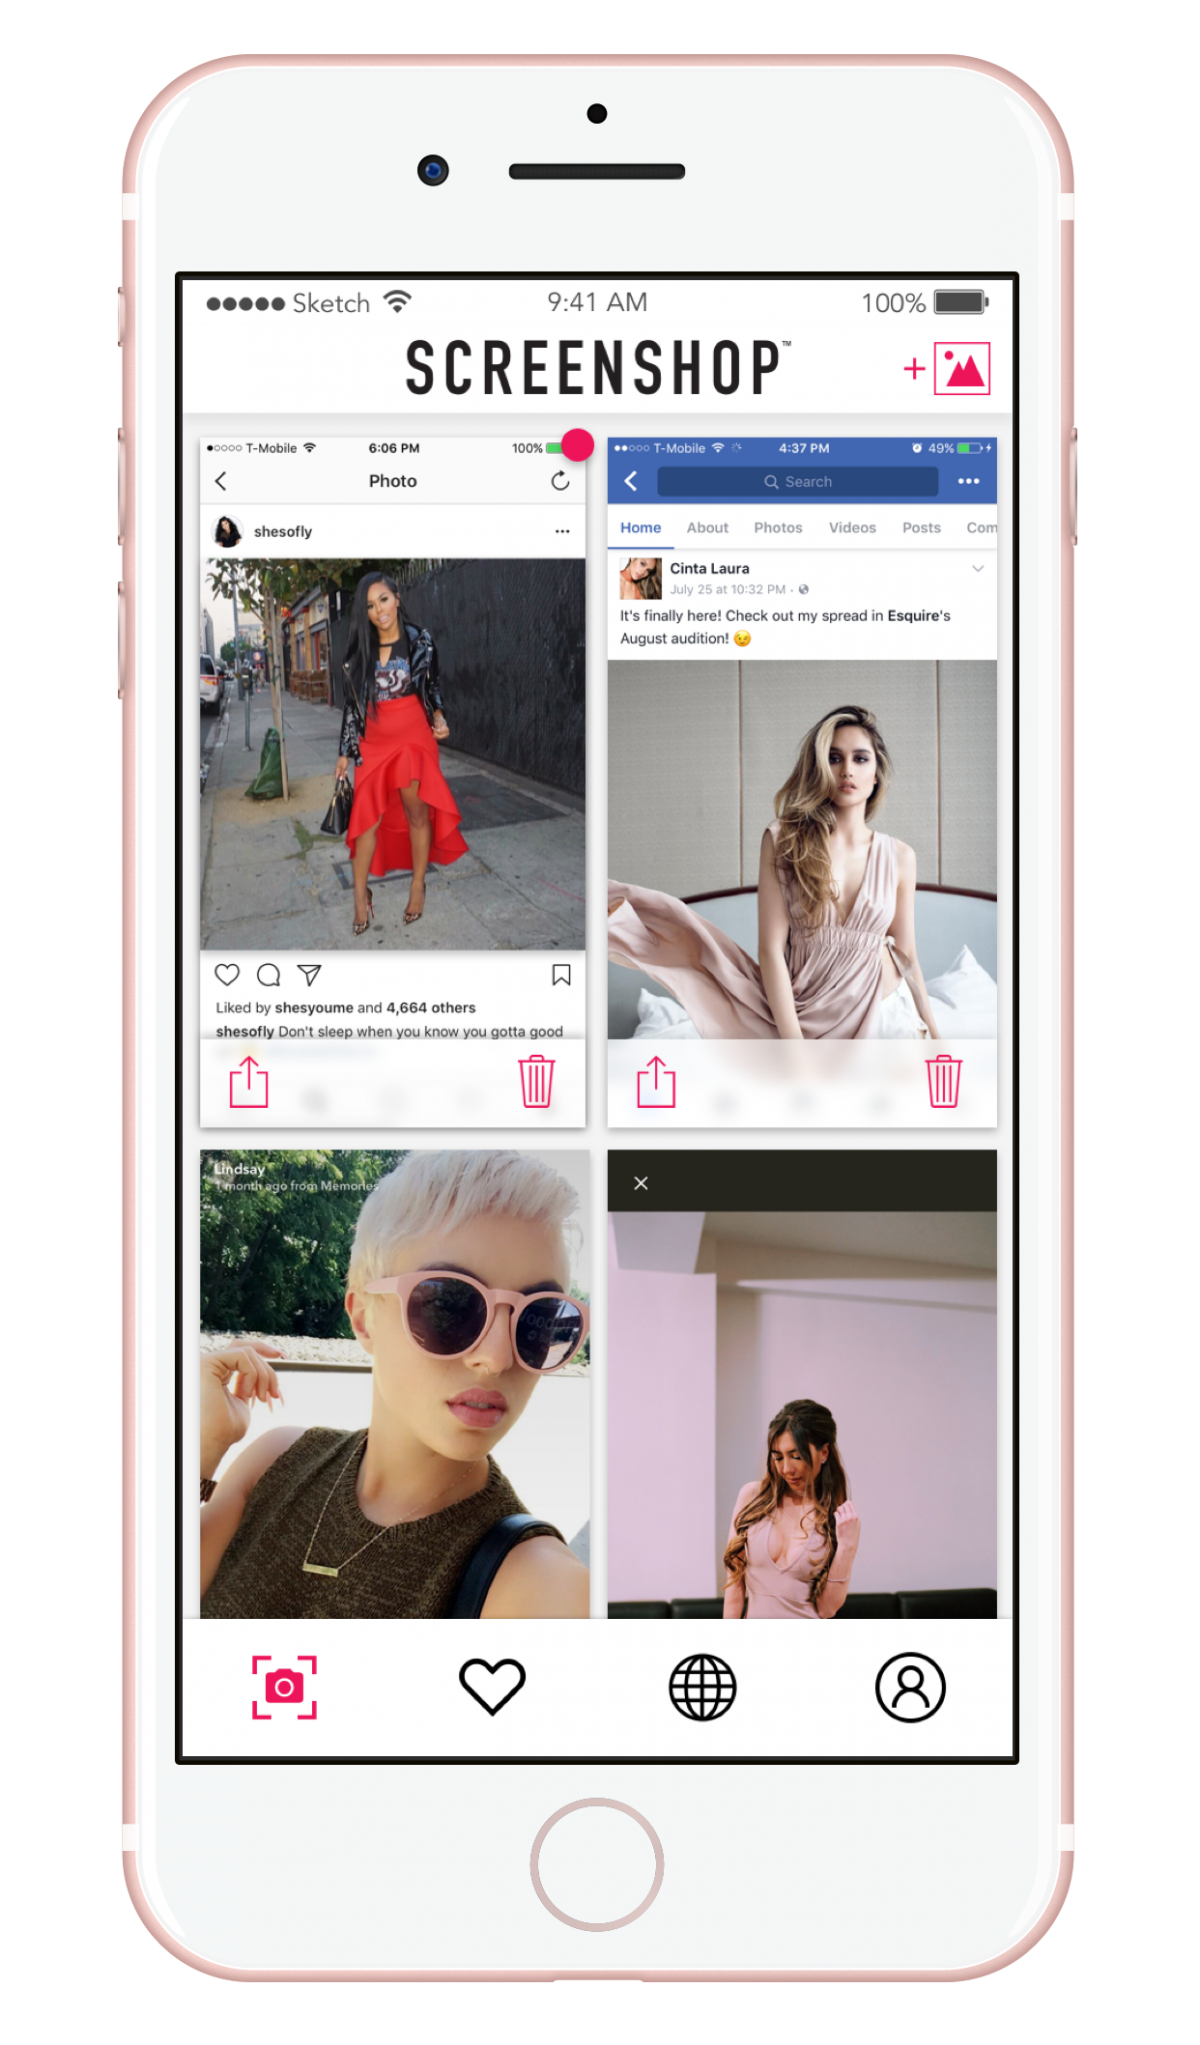 Sketch 9:41 AM 100%
SCREENSHOP™
T-Mobile 6:06 PM 100%
Photo
shesofly
Liked by shesyoume and 4,664 others
shesofly Don't sleep when you know you gotta good
T-Mobile 4:37 PM 49%
Search
Home About Photos Videos Posts Com
Cinta Laura
July 25 at 10:32 PM
It's finally here! Check out my spread in Esquire's
August audition! 😉
Lindsay
1 month ago from Memories